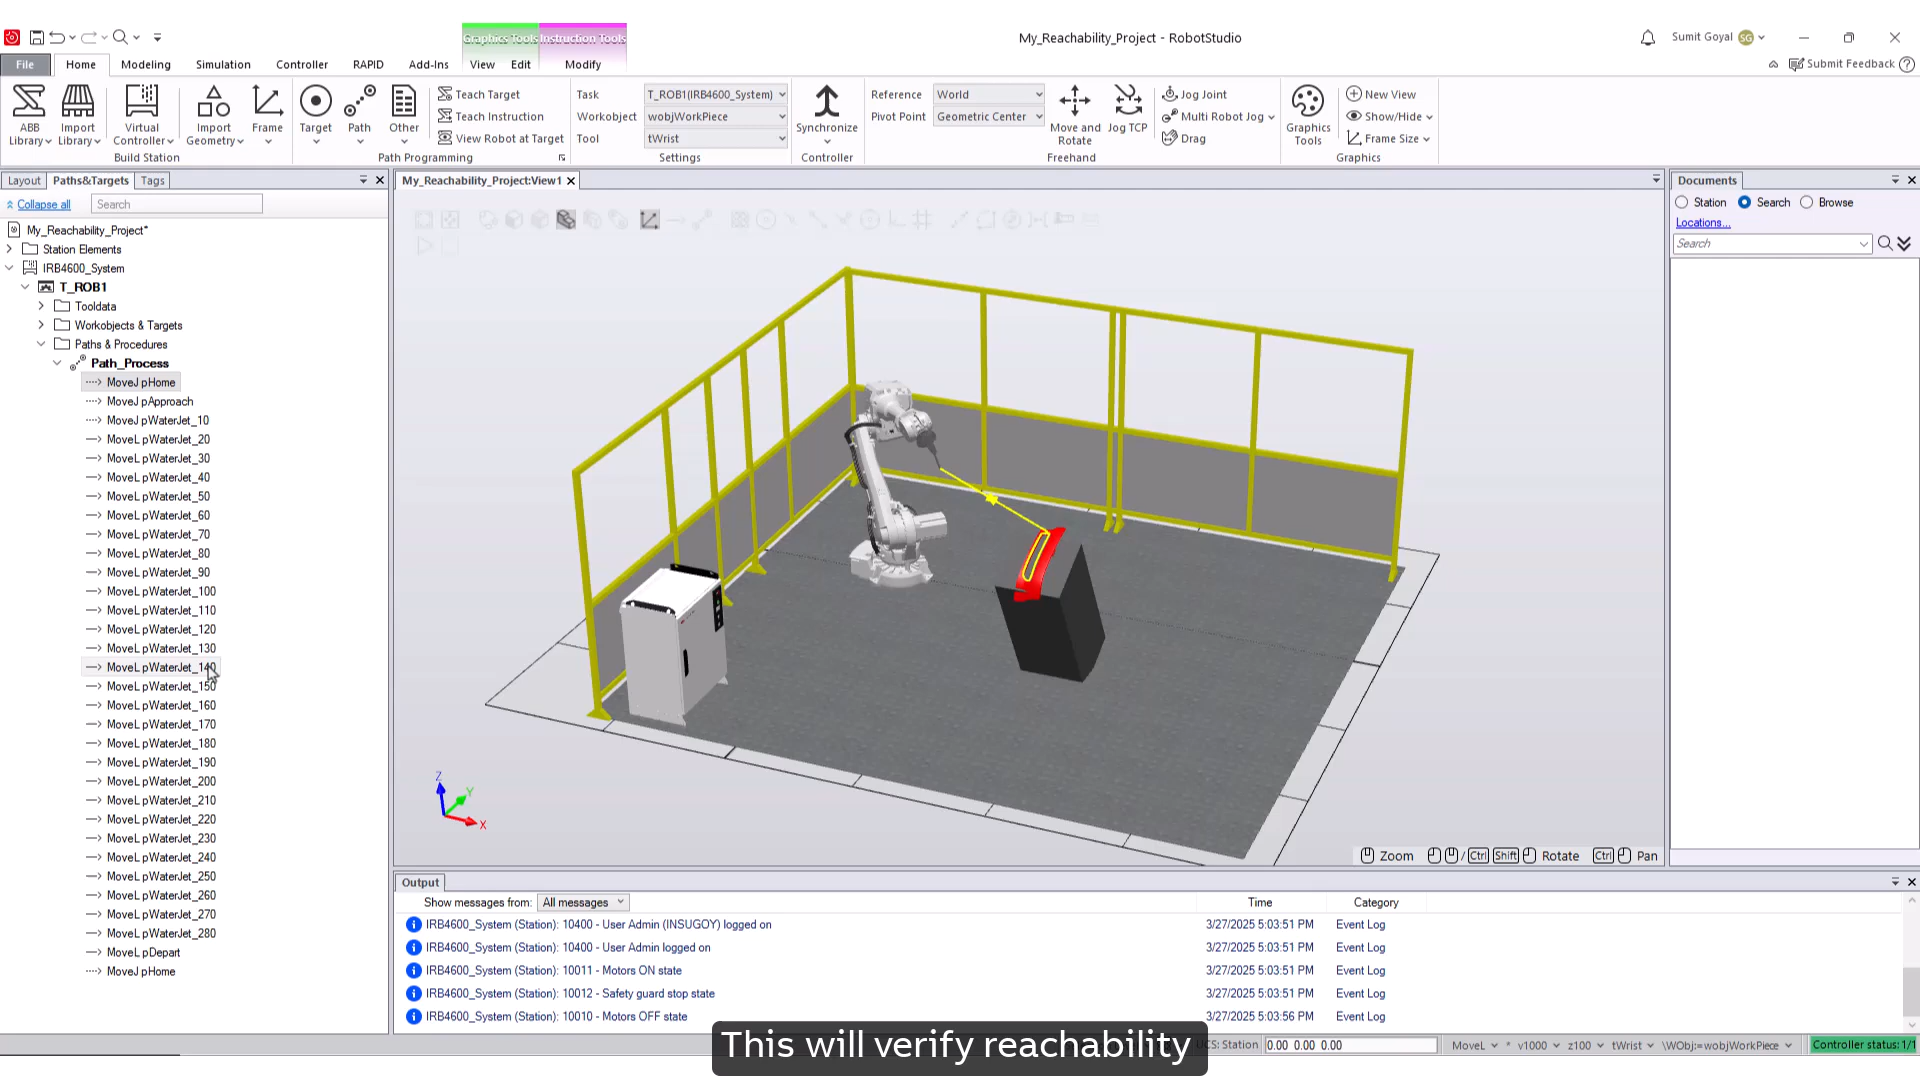 Graphics Tools Instruction Tools
My_Reachability_Project - RobotStudio
Sumit Goyal SG
File Home Modeling Simulation Controller RAPID Add-Ins View Edit Modify
Submit Feedback ?
ABB Library
Import Library
Virtual Controller
Import Geometry
Frame
Build Station
Target
Path
Other
Teach Target
Teach Instruction
View Robot at Target
Path Programming
Task T_ROB1(IRB4600_System)
Workobject wobjWorkPiece
Tool tWrist
Settings
Synchronize
Controller
Reference World
Pivot Point Geometric Center
Move and Rotate
Jog TCP
Jog Joint
Multi Robot Jog
Drag
Freehand
Graphics Tools
New View
Show/Hide
Frame Size
Graphics
Layout Paths&Targets Tags
Collapse all Search
My_Reachability_Project*
Station Elements
IRB4600_System
T_ROB1
Tooldata
Workobjects & Targets
Paths & Procedures
Path_Process
MoveJ pHome
MoveJ pApproach
MoveJ pWaterJet_10
MoveL pWaterJet_20
MoveL pWaterJet_30
MoveL pWaterJet_40
MoveL pWaterJet_50
MoveL pWaterJet_60
MoveL pWaterJet_70
MoveL pWaterJet_80
MoveL pWaterJet_90
MoveL pWaterJet_100
MoveL pWaterJet_110
MoveL pWaterJet_120
MoveL pWaterJet_130
MoveL pWaterJet_140
MoveL pWaterJet_150
MoveL pWaterJet_160
MoveL pWaterJet_170
MoveL pWaterJet_180
MoveL pWaterJet_190
MoveL pWaterJet_200
MoveL pWaterJet_210
MoveL pWaterJet_220
MoveL pWaterJet_230
MoveL pWaterJet_240
MoveL pWaterJet_250
MoveL pWaterJet_260
MoveL pWaterJet_270
MoveL pWaterJet_280
MoveL pDepart
MoveJ pHome
My_Reachability_Project:View1
Z
Y
X
Zoom / Ctrl Shift Rotate Ctrl Pan
Documents
Station Search Browse
Locations...
Search
Output
Show messages from: All messages Time Category
IRB4600_System (Station): 10400 - User Admin (INSUGOY) logged on 3/27/2025 5:03:51 PM Event Log
IRB4600_System (Station): 10400 - User Admin logged on 3/27/2025 5:03:51 PM Event Log
IRB4600_System (Station): 10011 - Motors ON state 3/27/2025 5:03:51 PM Event Log
IRB4600_System (Station): 10012 - Safety guard stop state 3/27/2025 5:03:51 PM Event Log
IRB4600_System (Station): 10010 - Motors OFF state 3/27/2025 5:03:56 PM Event Log
This will verify reachability
UCS: Station 0.00 0.00 0.00 MoveL * v1000 z100 tWrist \WObj:=wobjWorkPiece Controller status: 1/1